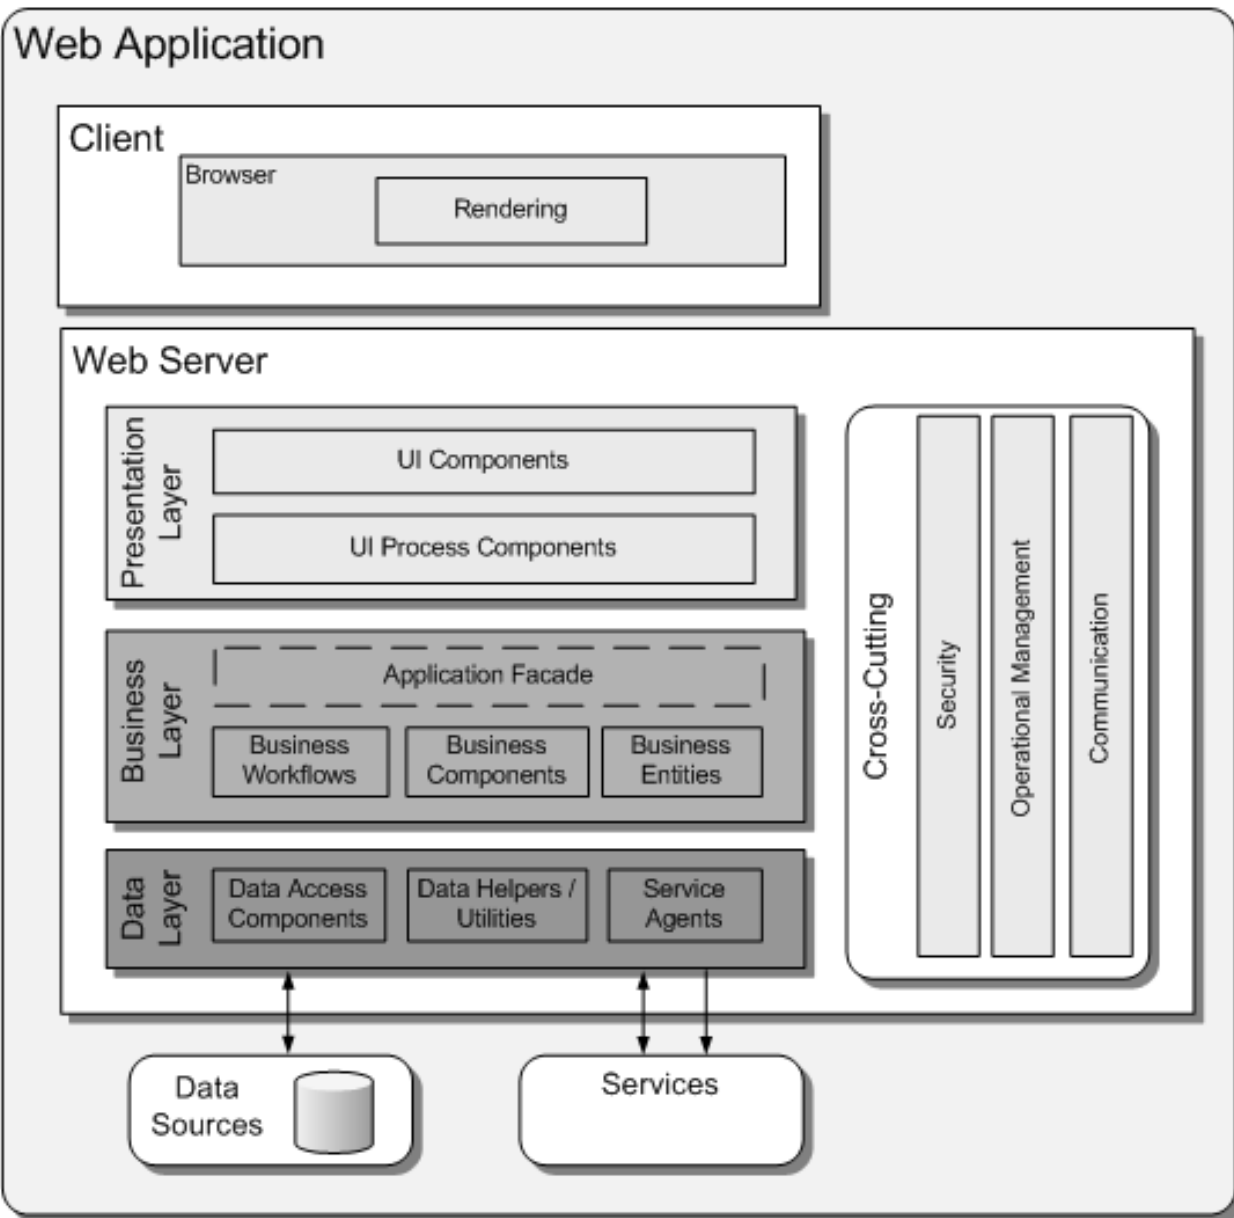 Web Application
Client
Browser
Rendering
Web Server
Presentation
Layer
UI Components
UI Process Components
Business
Layer
Application Facade
Business
Workflows
Business
Components
Business
Entities
Data
Layer
Data Access
Components
Data Helpers /
Utilities
Service
Agents
Cross-Cutting
Security
Operational Management
Communication
Data
Sources
Services